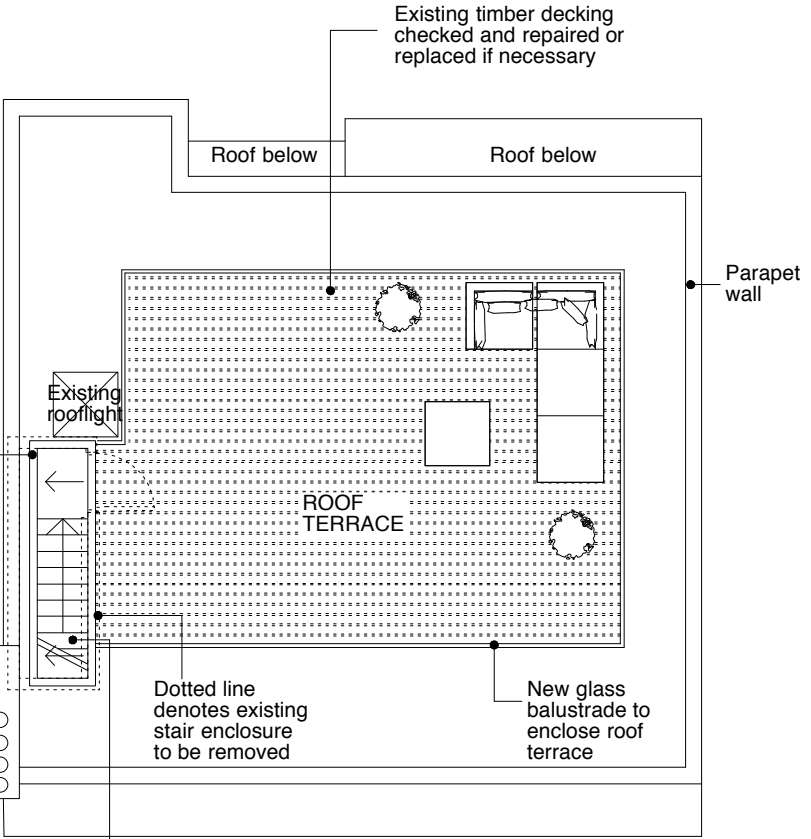 Existing timber decking
checked and repaired or
replaced if necessary
Roof below
Roof below
Parapet
wall
Existing
rooflight
ROOF
TERRACE
Dotted line
denotes existing
stair enclosure
to be removed
New glass
balustrade to
enclose roof
terrace